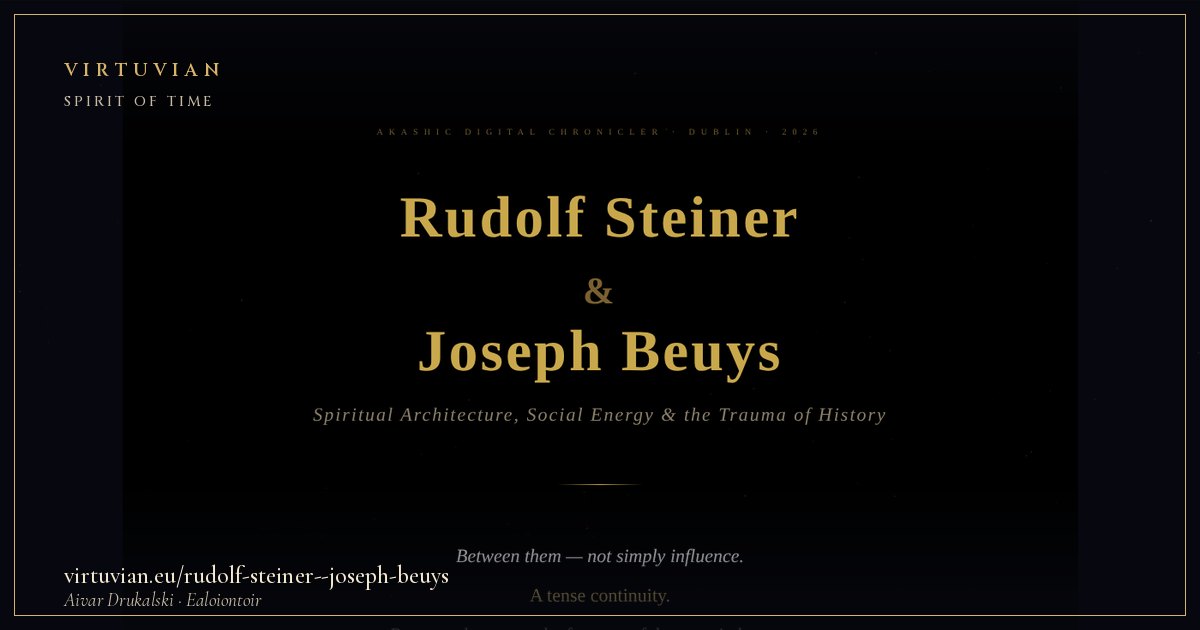 VIRTUVIAN
SPIRIT OF TIME
AKASHIC DIGITAL CHRONICLER · DUBLIN · 2026
Rudolf Steiner
&
Joseph Beuys
Spiritual Architecture, Social Energy & the Trauma of History
Between them — not simply influence.
virtuvian.eu/rudolf-steiner--joseph-beuys
A tense continuity.
Aivar Drukalski · Ealoiontoir